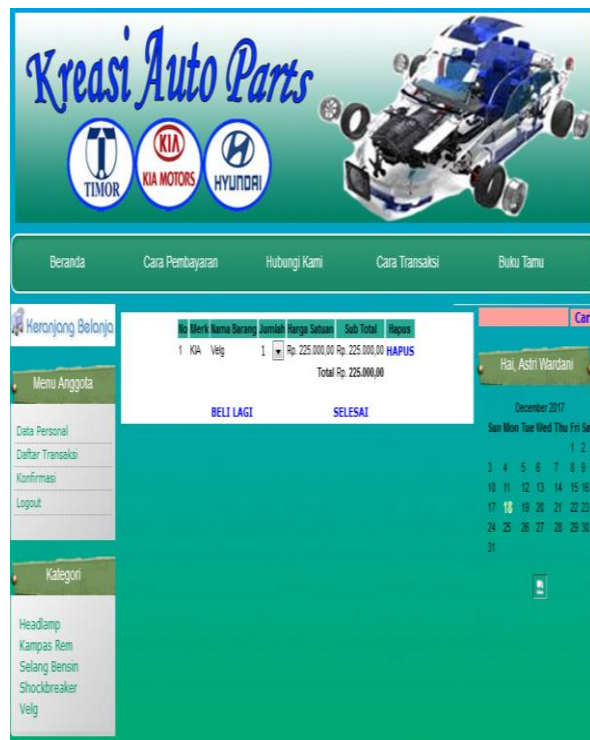 Kreasi Auto Parts
TIMOR
KIA
KIA MOTORS
HYUNDAI
Beranda Cara Pembayaran Hubungi Kami Cara Transaksi Buku Tamu
Keranjang Belanja
No Merk Nama Barang Jumlah Harga Satuan Sub Total Hapus
1 KIA Velg 1 Rp. 225.000,00 Rp. 225.000,00 HAPUS
Total Rp. 225.000,00
BELI LAGI SELESAI
Menu Anggota
Data Personal
Daftar Transaksi
Konfirmasi
Logout
Kategori
Headlamp
Kampas Rem
Selang Bensin
Shockbreaker
Velg
Car
Hai, Astri Wardani
December 2017
Sun Mon Tue Wed Thu Fri Sa
1 2
3 4 5 6 7 8 9
10 11 12 13 14 15 16
17 18 19 20 21 22 23
24 25 26 27 28 29 30
31